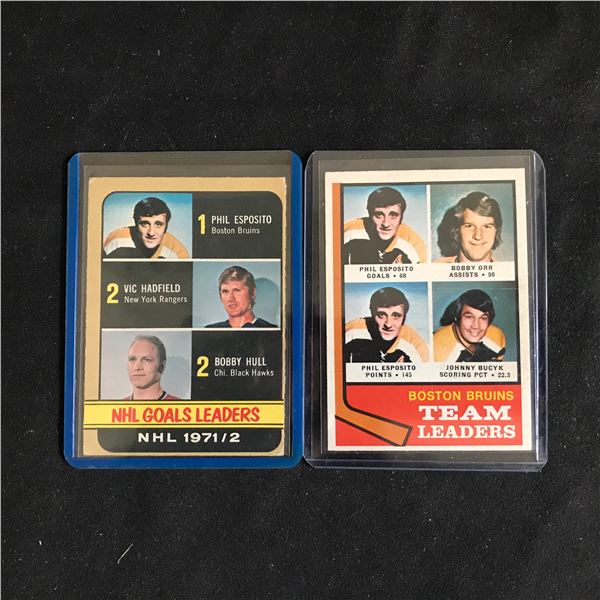 1 PHIL ESPOSITO
Boston Bruins
2 VIC HADFIELD
New York Rangers
2 BOBBY HULL
Chi. Black Hawks
NHL GOALS LEADERS
NHL 1971/2
PHIL ESPOSITO
GOALS • 68
BOBBY ORR
ASSISTS • 90
PHIL ESPOSITO
POINTS • 145
JOHNNY BUCYK
SCORING PCT • 22.3
BOSTON BRUINS
TEAM
LEADERS